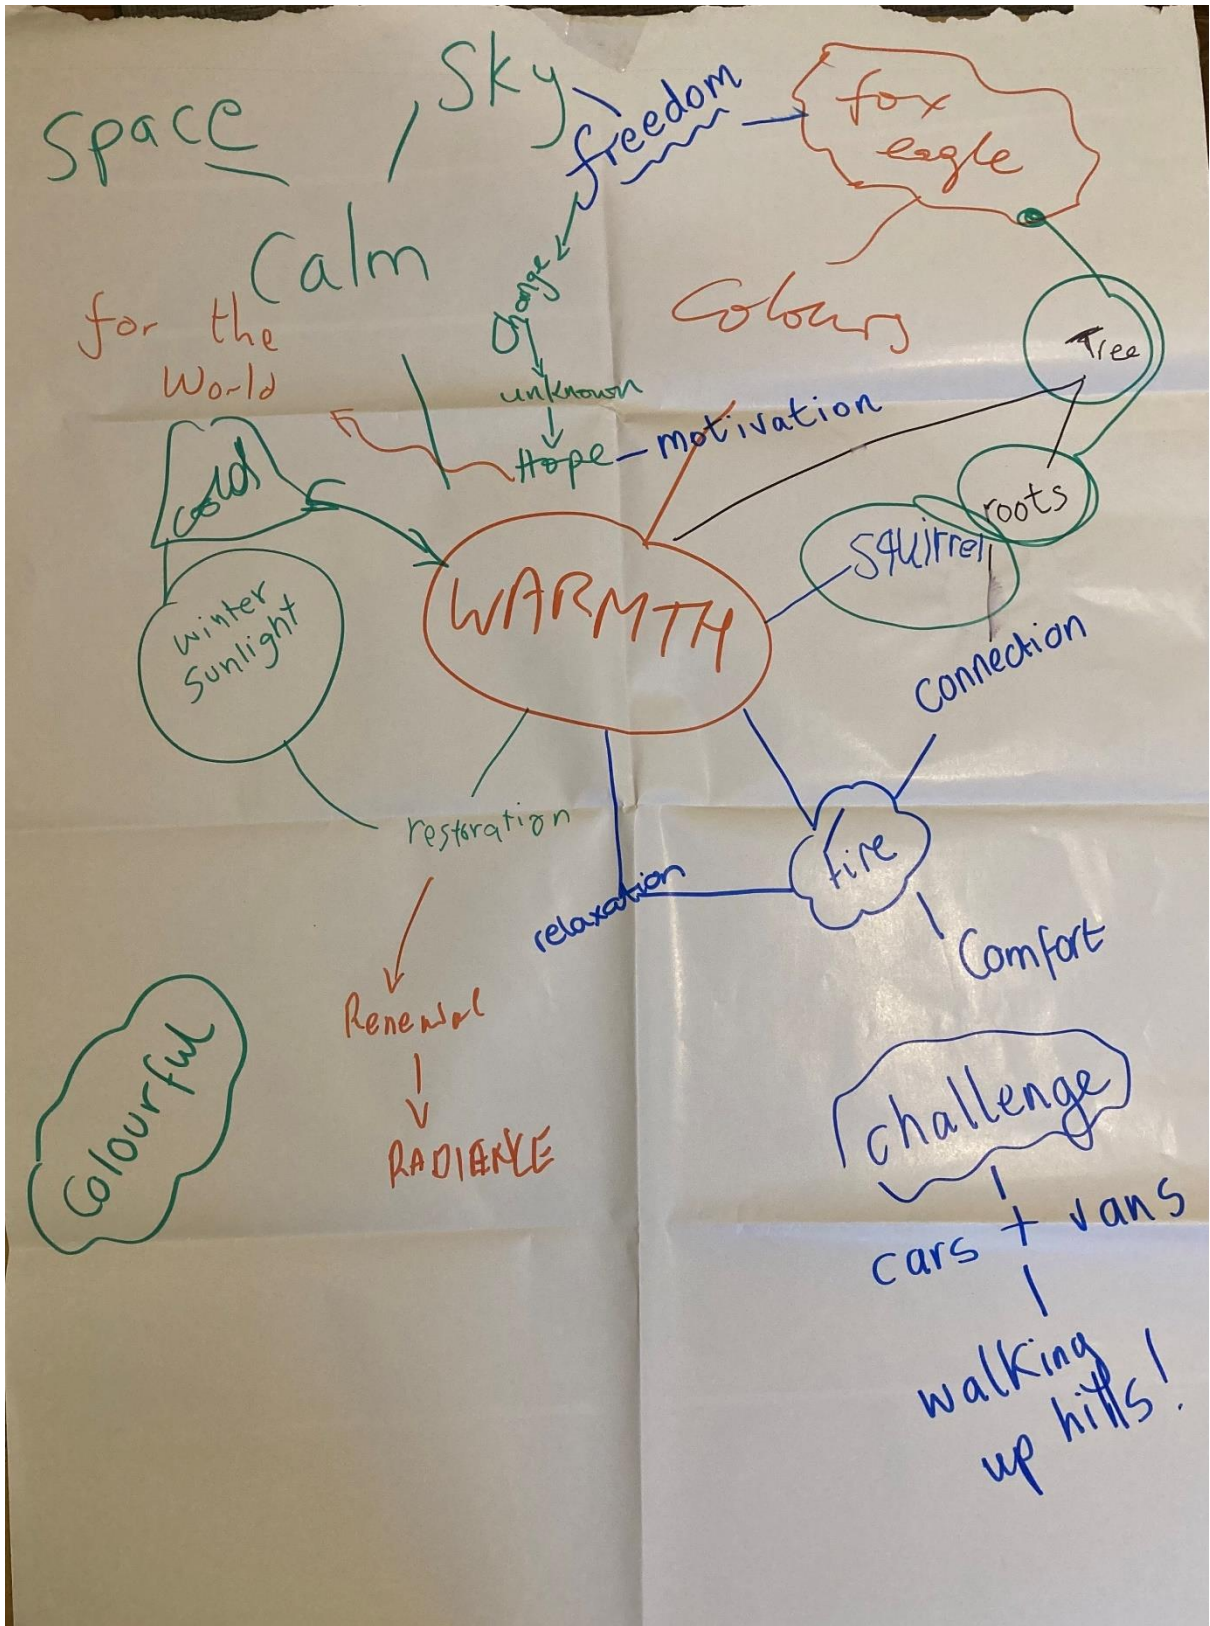 Sky
Space
freedom
fox
eagle
Calm
Change
Colours
for the
World
Tree
unknown
motivation
Hope
cold
roots
Squirrel
WARMTH
winter
sunlight
Connection
restoration
fire
relaxation
Comfort
Renewal
Colourful
challenge
RADIENCE
cars + vans
walking
up hills!